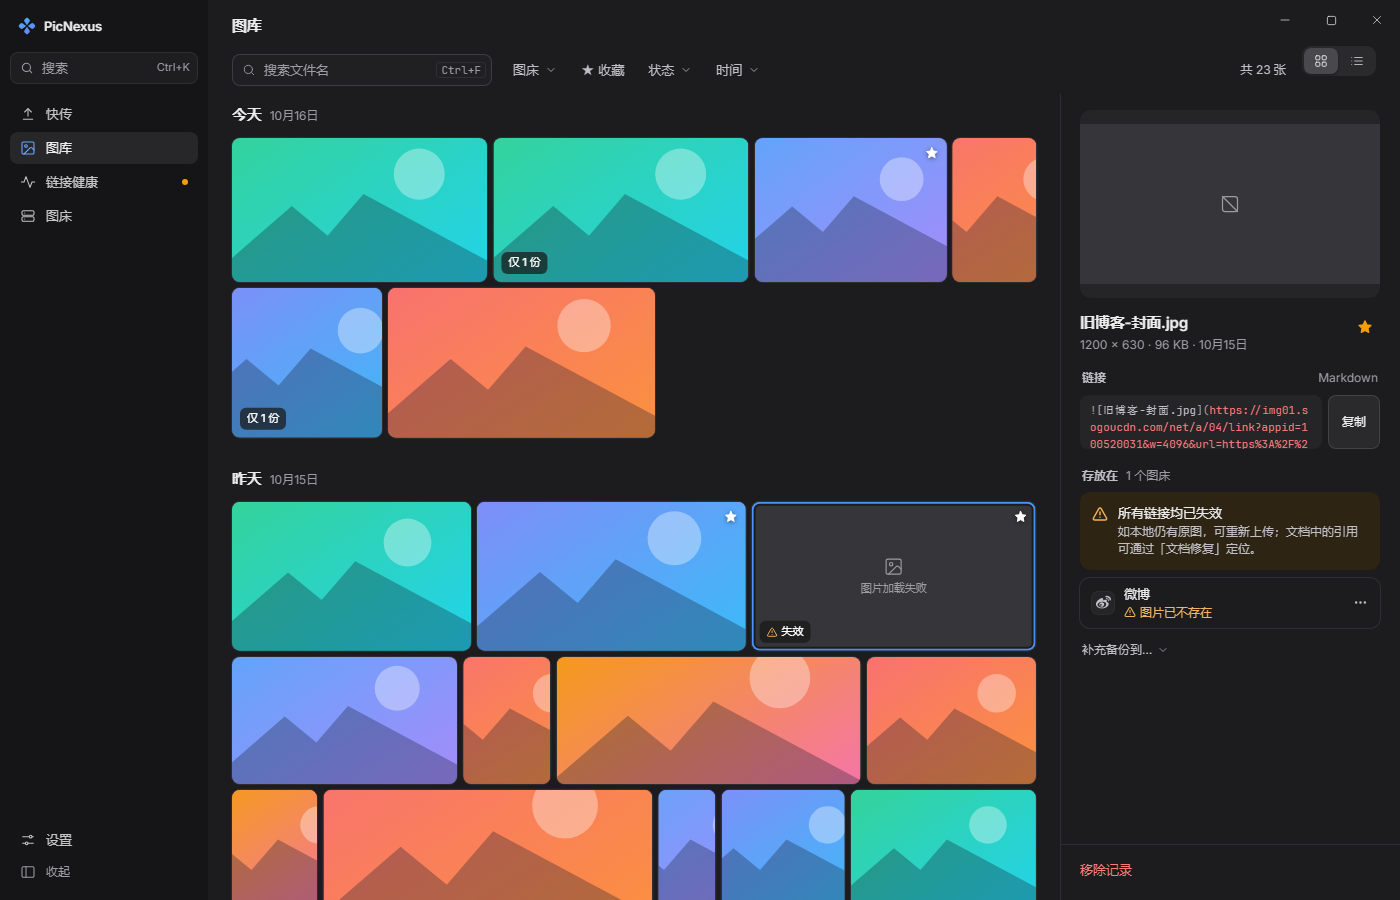 PicNexus
搜索 Ctrl+K
快传
图库
链接健康
图床
设置
收起
图库
搜索文件名 Ctrl+F
图床
★ 收藏
状态
时间
共 23 张
今天 10月16日
仅 1 份
仅 1 份
昨天 10月15日
图片加载失败
失效
旧博客-封面.jpg
1200 × 630 · 96 KB · 10月15日
链接 Markdown
![旧博客-封面.jpg](https://img01.s
ogoucdn.com/net/a/04/link?appid=1
00520031&w=4096&url=https%3A%2F%2
复制
存放在 1 个图床
所有链接均已失效
如本地仍有原图，可重新上传；文档中的引用
可通过「文档修复」定位。
微博
图片已不存在
补充备份到...
移除记录